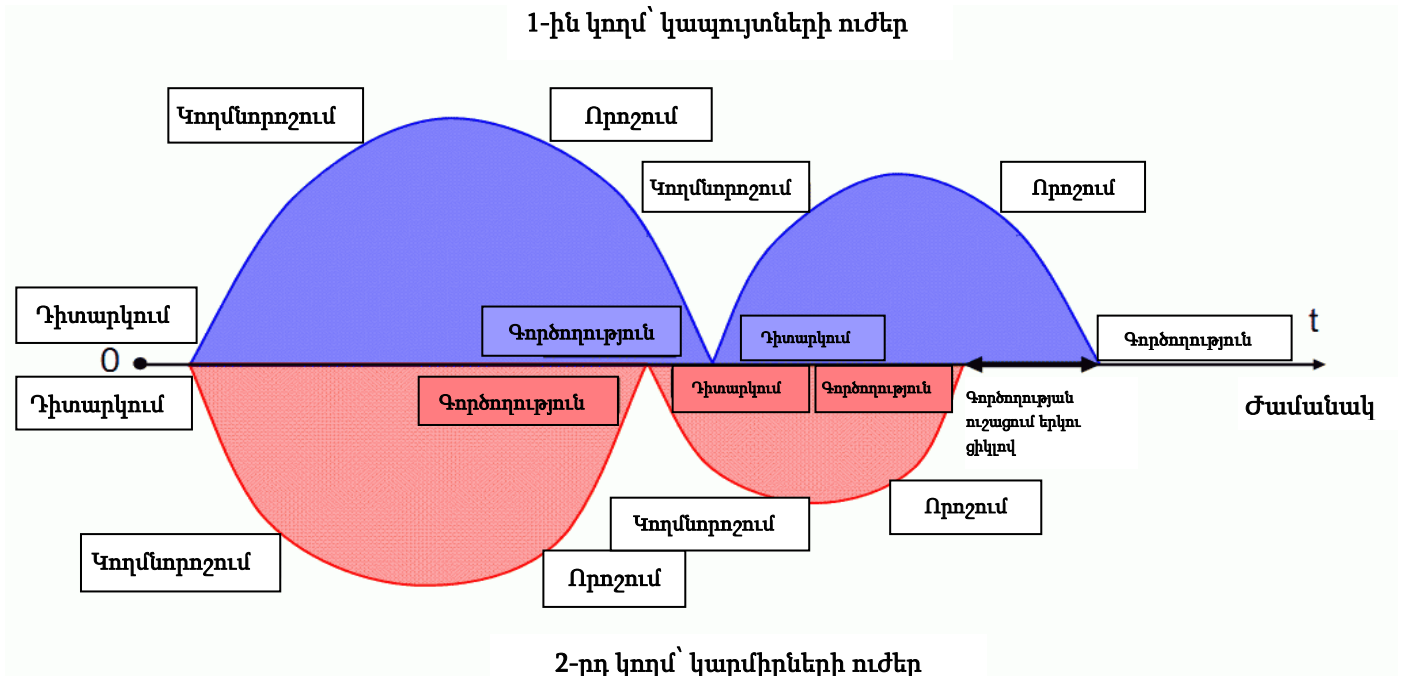 1-ին կողմ՝ կապույտների ուժեր
Կողմնորոշում
Որոշում
Կողմնորոշում
Որոշում
Դիտարկում
Գործողություն
Դիտարկում
Գործողություն
t
0
Դիտարկում
Գործողություն
Դիտարկում
Գործողություն
Գործողության
ուշացում երկու
ցիկլով
Ժամանակ
Կողմնորոշում
Որոշում
Կողմնորոշում
Որոշում
2-րդ կողմ՝ կարմիրների ուժեր